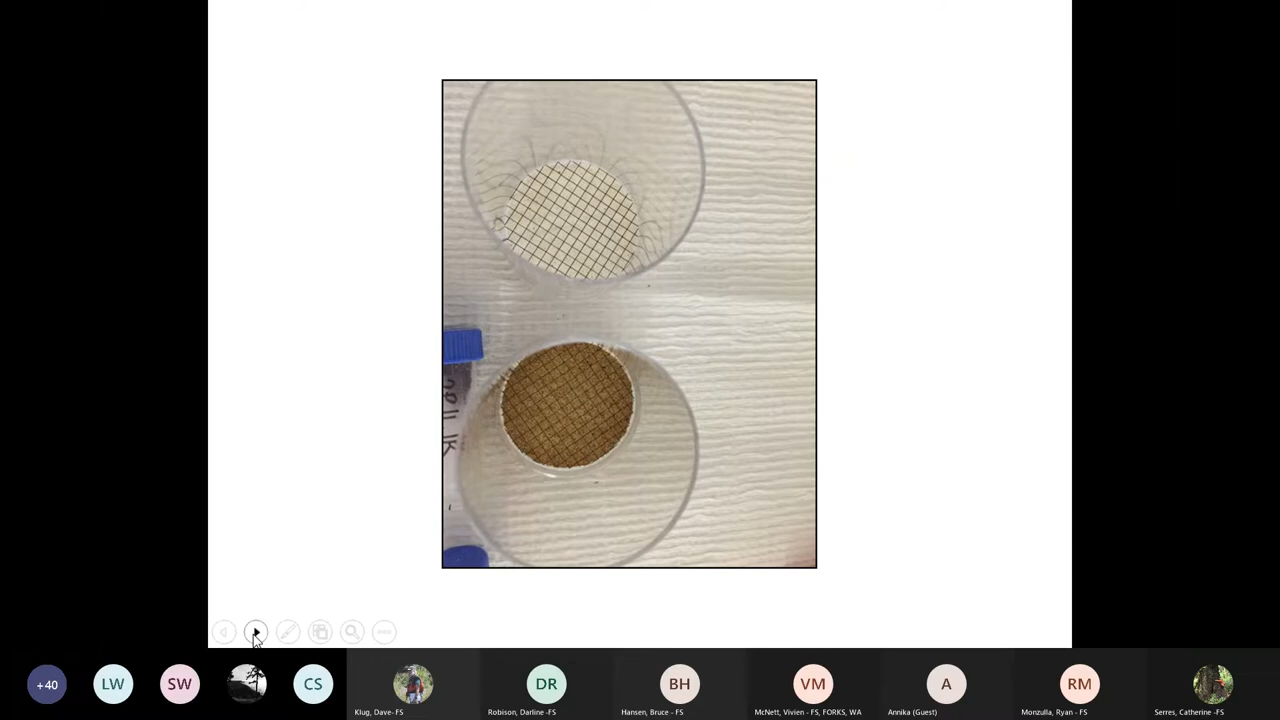 +40
LW
SW
CS
Klug, Dave- FS
DR
Robison, Darline -FS
BH
Hansen, Bruce - FS
VM
McNett, Vivien - FS, FORKS, WA
A
Annika (Guest)
RM
Monzulla, Ryan - FS
Serres, Catherine -FS